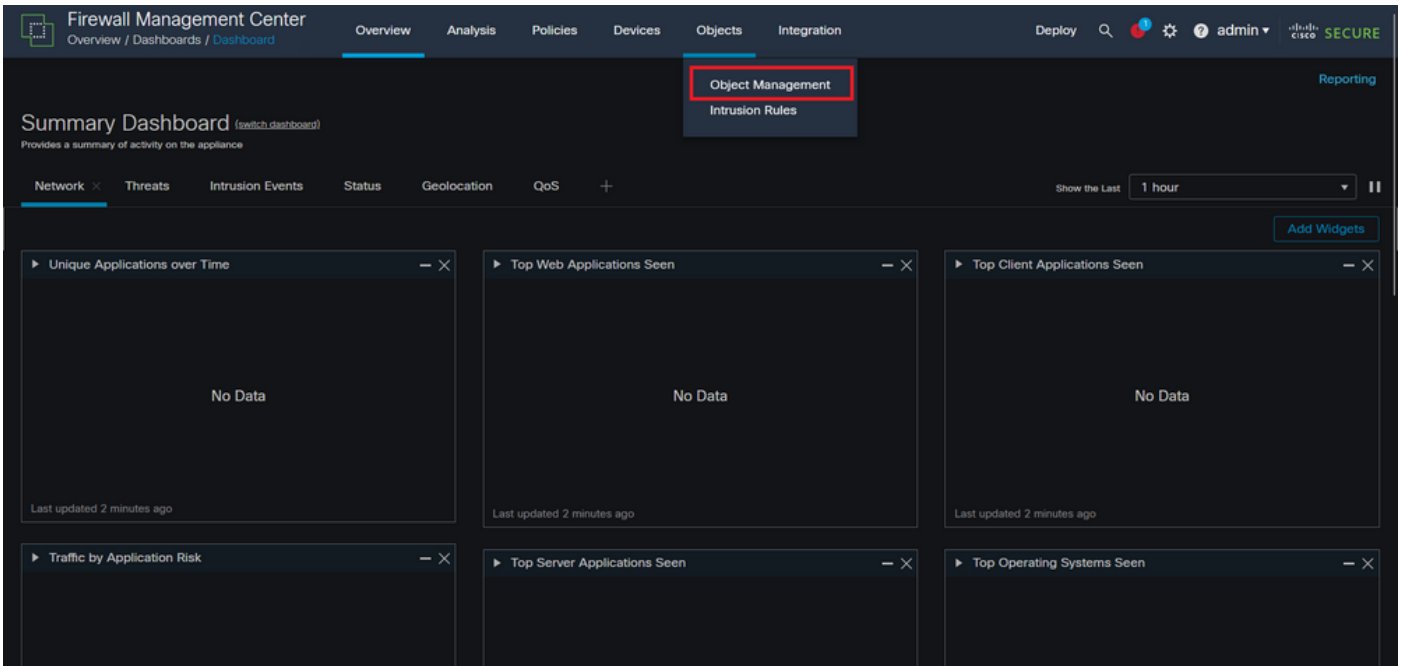 Firewall Management Center
Overview / Dashboards / Dashboard
Overview Analysis Policies Devices Objects Integration
Deploy 1 admin cisco SECURE
Object Management
Intrusion Rules
Reporting
Summary Dashboard (switch dashboard)
Provides a summary of activity on the appliance
Network Threats Intrusion Events Status Geolocation QoS +
Show the Last 1 hour
Add Widgets
Unique Applications over Time
No Data
Last updated 2 minutes ago
Top Web Applications Seen
No Data
Last updated 2 minutes ago
Top Client Applications Seen
No Data
Last updated 2 minutes ago
Traffic by Application Risk
Top Server Applications Seen
Top Operating Systems Seen